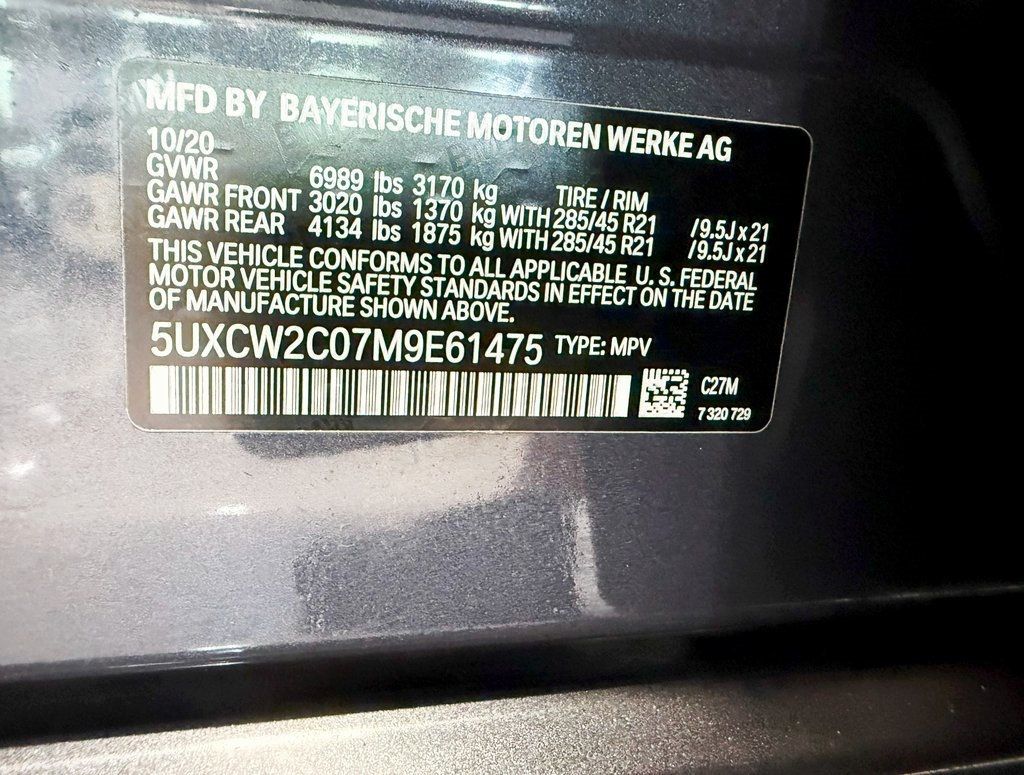 MFD BY BAYERISCHE MOTOREN WERKE AG
10/20
GVWR 6989 lbs 3170 kg TIRE / RIM
GAWR FRONT 3020 lbs 1370 kg WITH 285/45 R21 /9.5J x 21
GAWR REAR 4134 lbs 1875 kg WITH 285/45 R21 /9.5J x 21
THIS VEHICLE CONFORMS TO ALL APPLICABLE U. S. FEDERAL
MOTOR VEHICLE SAFETY STANDARDS IN EFFECT ON THE DATE
OF MANUFACTURE SHOWN ABOVE.
5UXCW2C07M9E61475 TYPE: MPV
C27M
7 320 729